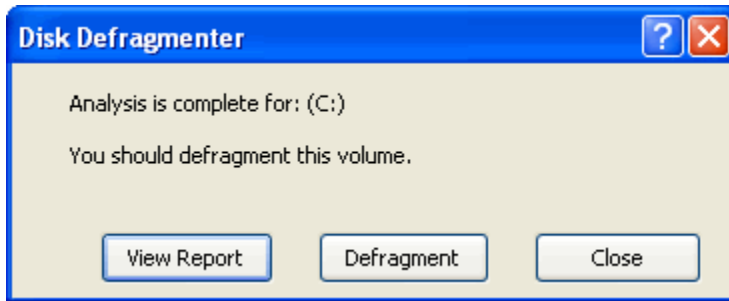 Disk Defragmenter
Analysis is complete for: (C:)
You should defragment this volume.
View Report Defragment Close